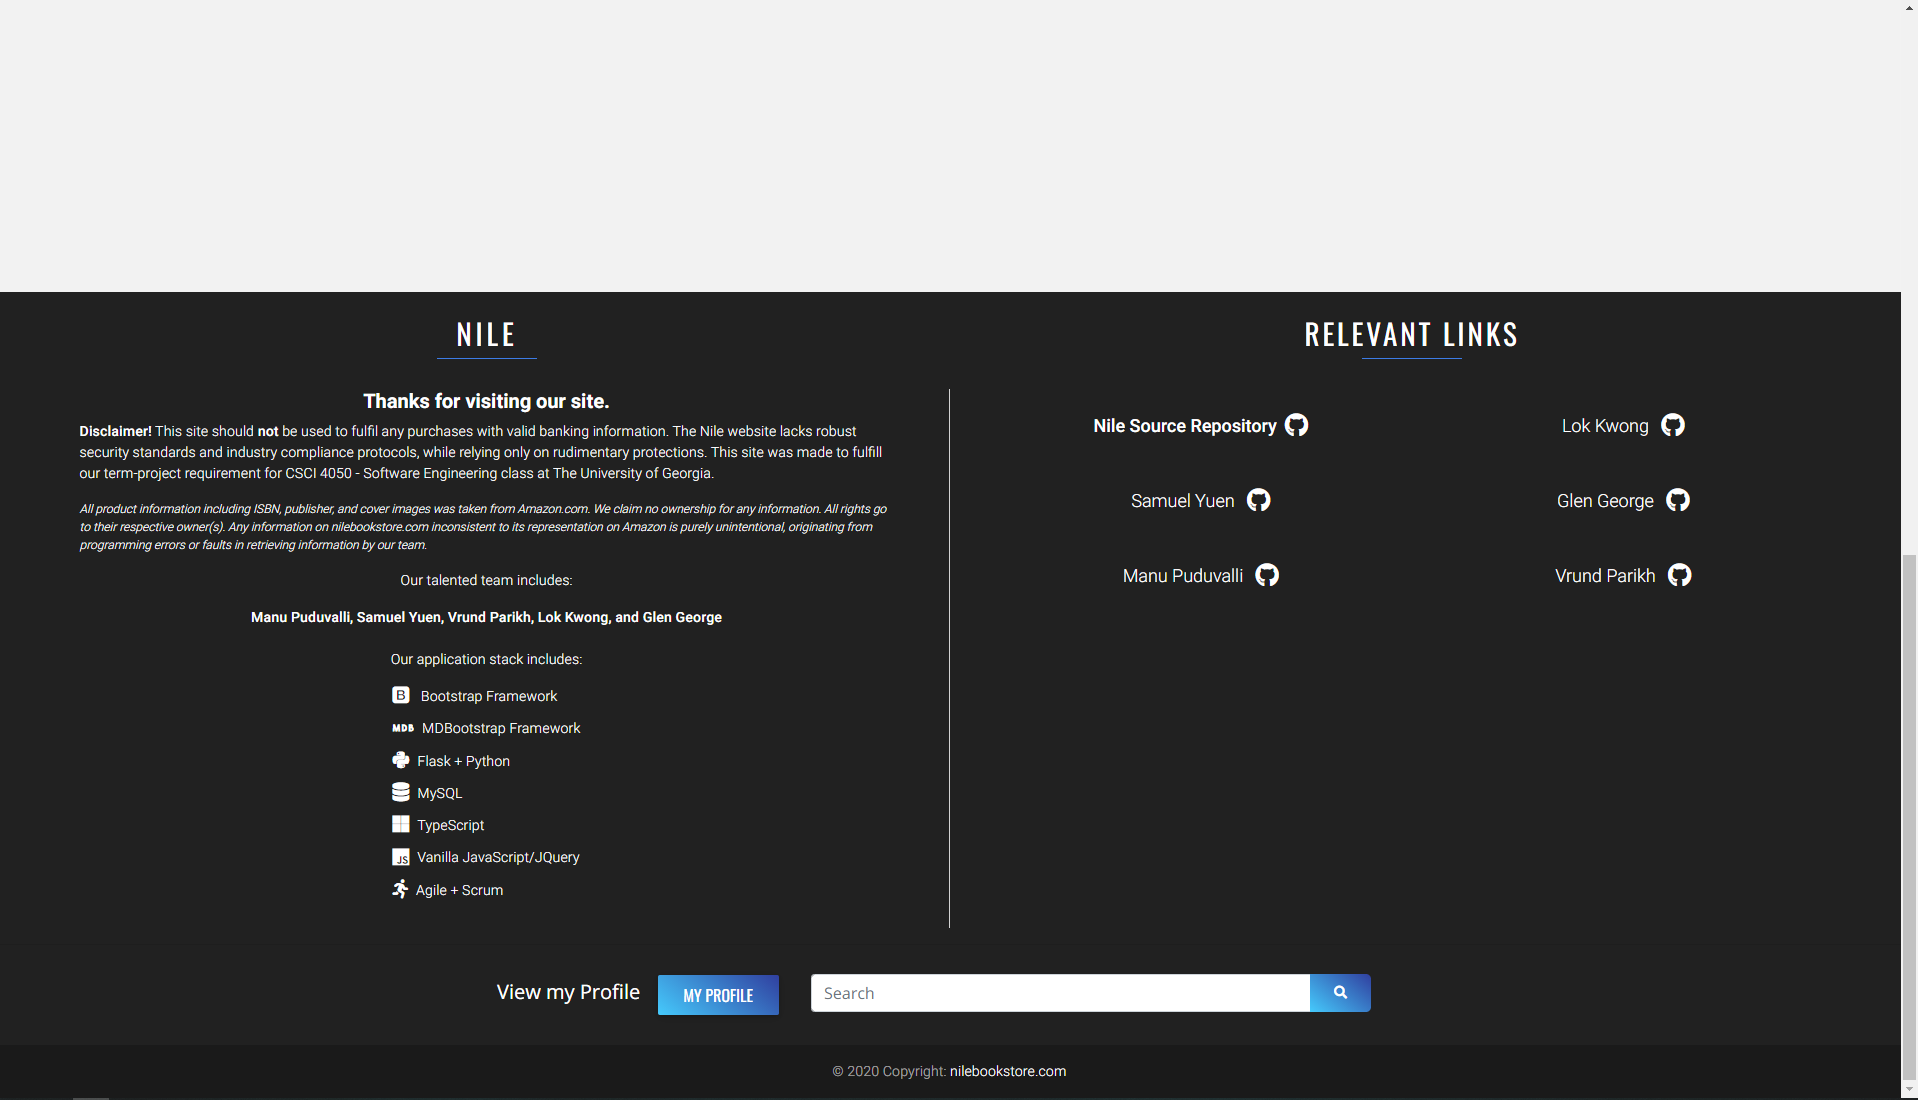 NILE
Thanks for visiting our site.
Disclaimer! This site should not be used to fulfil any purchases with valid banking information. The Nile website lacks robust
security standards and industry compliance protocols, while relying only on rudimentary protections. This site was made to fulfill
our term-project requirement for CSCI 4050 - Software Engineering class at The University of Georgia.
All product information including ISBN, publisher, and cover images was taken from Amazon.com. We claim no ownership for any information. All rights go
to their respective owner(s). Any information on nilebookstore.com inconsistent to its representation on Amazon is purely unintentional, originating from
programming errors or faults in retrieving information by our team.
Our talented team includes:
Manu Puduvalli, Samuel Yuen, Vrund Parikh, Lok Kwong, and Glen George
Our application stack includes:
B Bootstrap Framework
MDB MDBootstrap Framework
Flask + Python
MySQL
TypeScript
JS Vanilla JavaScript/JQuery
Agile + Scrum
RELEVANT LINKS
Nile Source Repository
Lok Kwong
Samuel Yuen
Glen George
Manu Puduvalli
Vrund Parikh
View my Profile
MY PROFILE
Search
© 2020 Copyright: nilebookstore.com